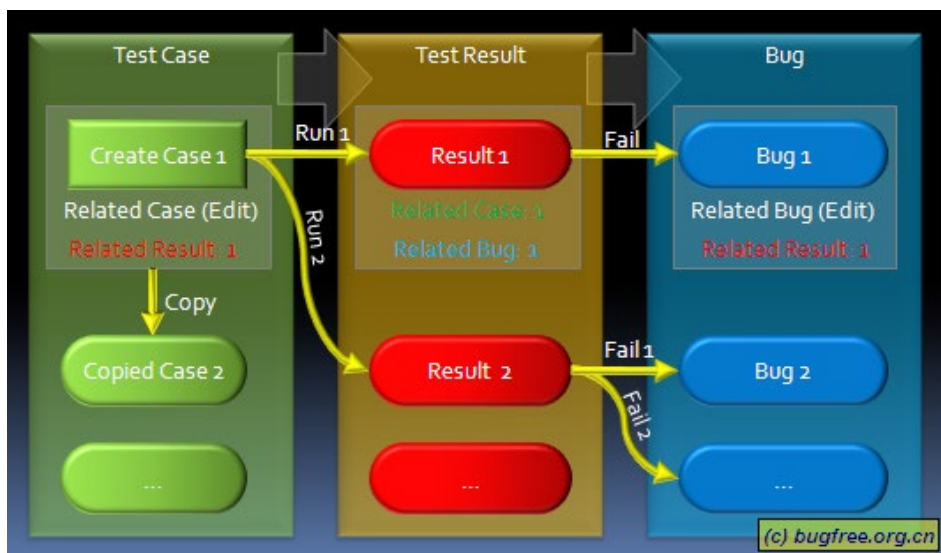 Test Case
Test Result
Bug
Create Case 1
Run 1
Result 1
Fail
Bug 1
Related Case (Edit)
Related Result: 1
Run 2
Related Case: 1
Related Bug: 1
Related Bug (Edit)
Related Result: 1
Copy
Copied Case 2
Result 2
Fail 1
Bug 2
Fail 2
...
...
...
(c) bugfree.org.cn